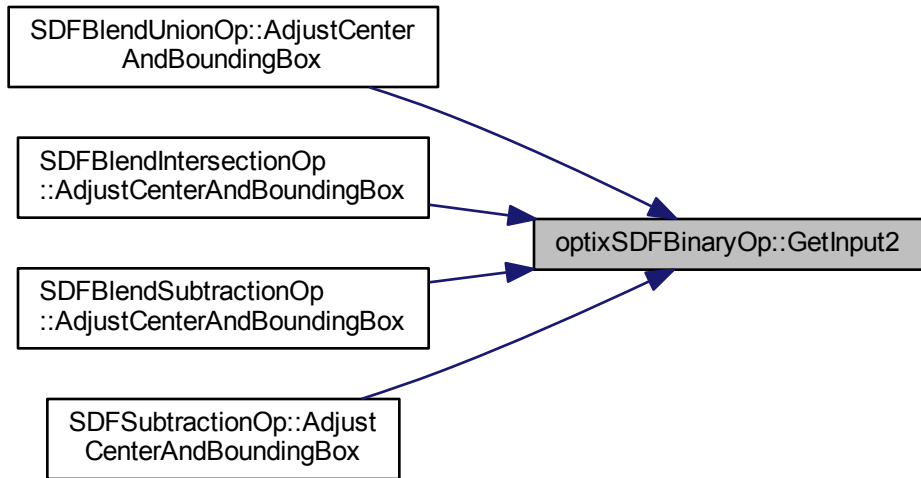 SDFBlendUnionOp::AdjustCenter
AndBoundingBox
SDFBlendIntersectionOp
::AdjustCenterAndBoundingBox
optixSDFBinaryOp::GetInput2
SDFBlendSubtractionOp
::AdjustCenterAndBoundingBox
SDFSubtractionOp::Adjust
CenterAndBoundingBox